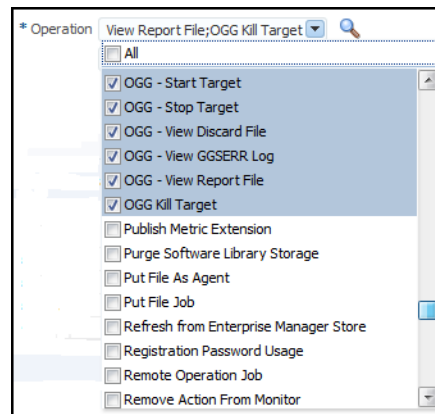 * Operation View Report File;OGG Kill Target
All
OGG - Start Target
OGG - Stop Target
OGG - View Discard File
OGG - View GGSERR Log
OGG - View Report File
OGG Kill Target
Publish Metric Extension
Purge Software Library Storage
Put File As Agent
Put File Job
Refresh from Enterprise Manager Store
Registration Password Usage
Remote Operation Job
Remove Action From Monitor